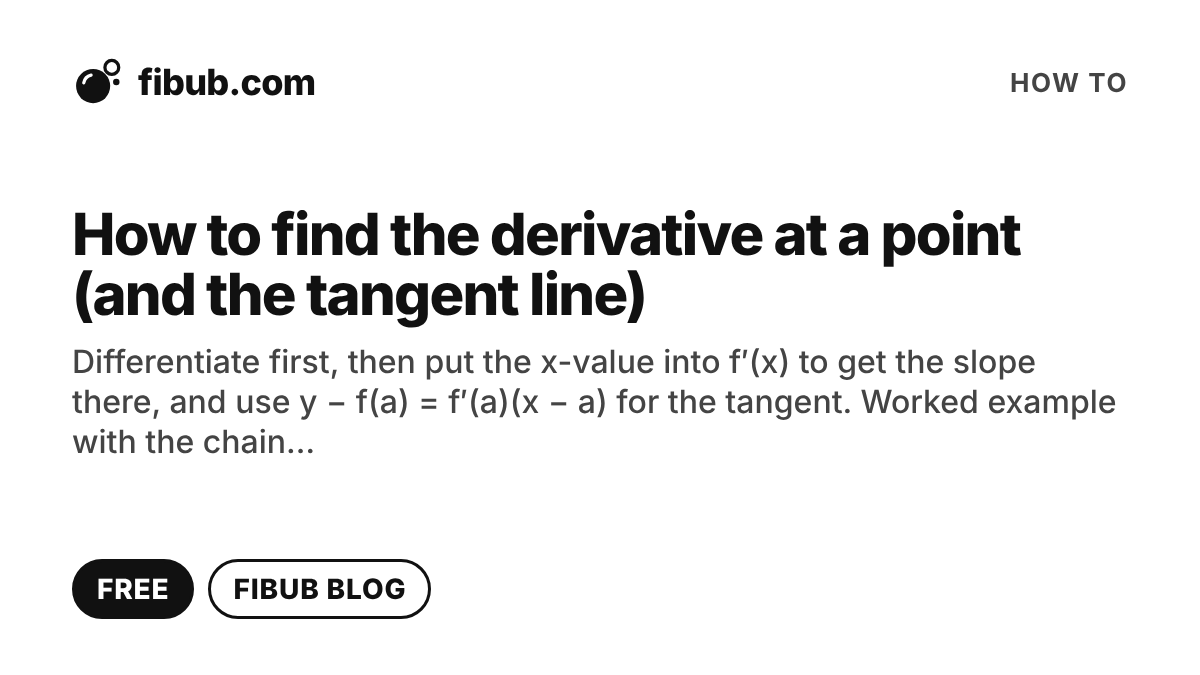 fibub.com
HOW TO
How to find the derivative at a point
(and the tangent line)
Differentiate first, then put the x-value into f′(x) to get the slope
there, and use y − f(a) = f′(a)(x − a) for the tangent. Worked example
with the chain…
FREE
FIBUB BLOG